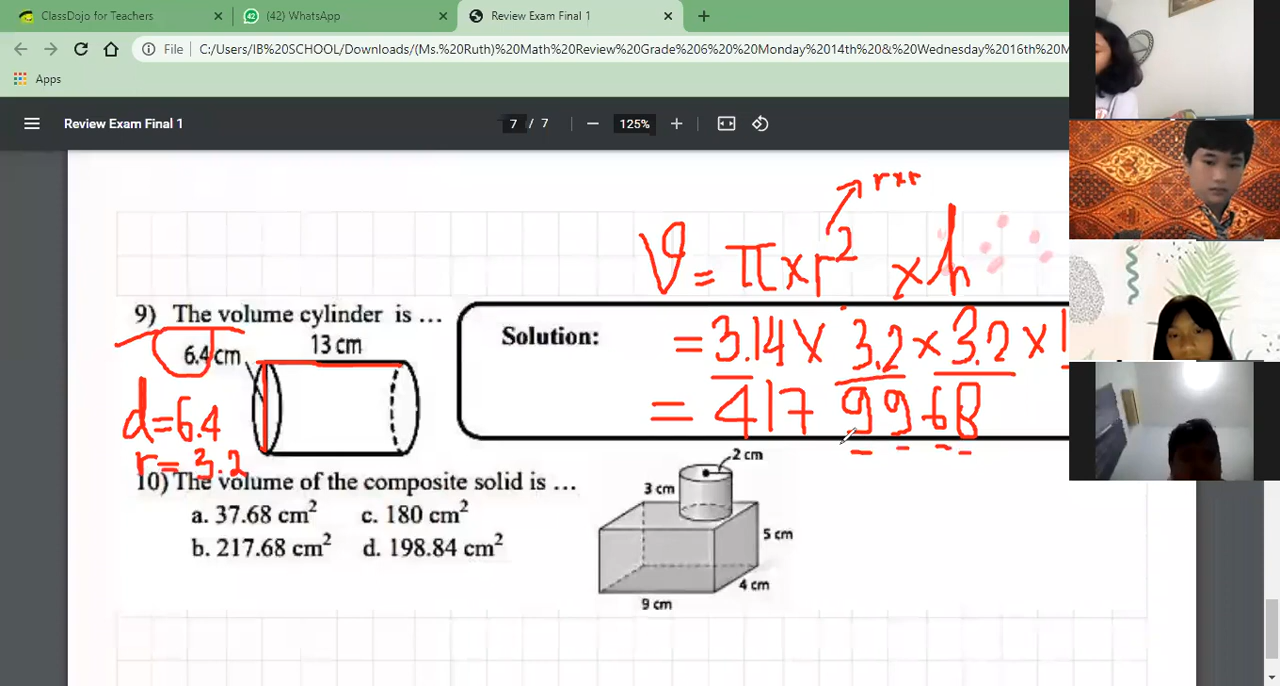 ClassDojo for Teachers
(42) WhatsApp
Review Exam Final 1
File
C:/Users/IB%20SCHOOL/Downloads/(Ms.%20Ruth)%20Math%20Review%20Grade%206%20%20Monday%2014th%20&%20Wednesday%2016th%20M
Apps
Review Exam Final 1
7 / 7
125%
r×r
V = π×r² ×h
9) The volume cylinder is ...
6.4 cm
13 cm
d=6.4
r=3.2
Solution:
=3.14×3.2×3.2×1
= 4179968
10) The volume of the composite solid is ...
a. 37.68 cm² c. 180 cm²
b. 217.68 cm² d. 198.84 cm²
2 cm
3 cm
5 cm
4 cm
9 cm